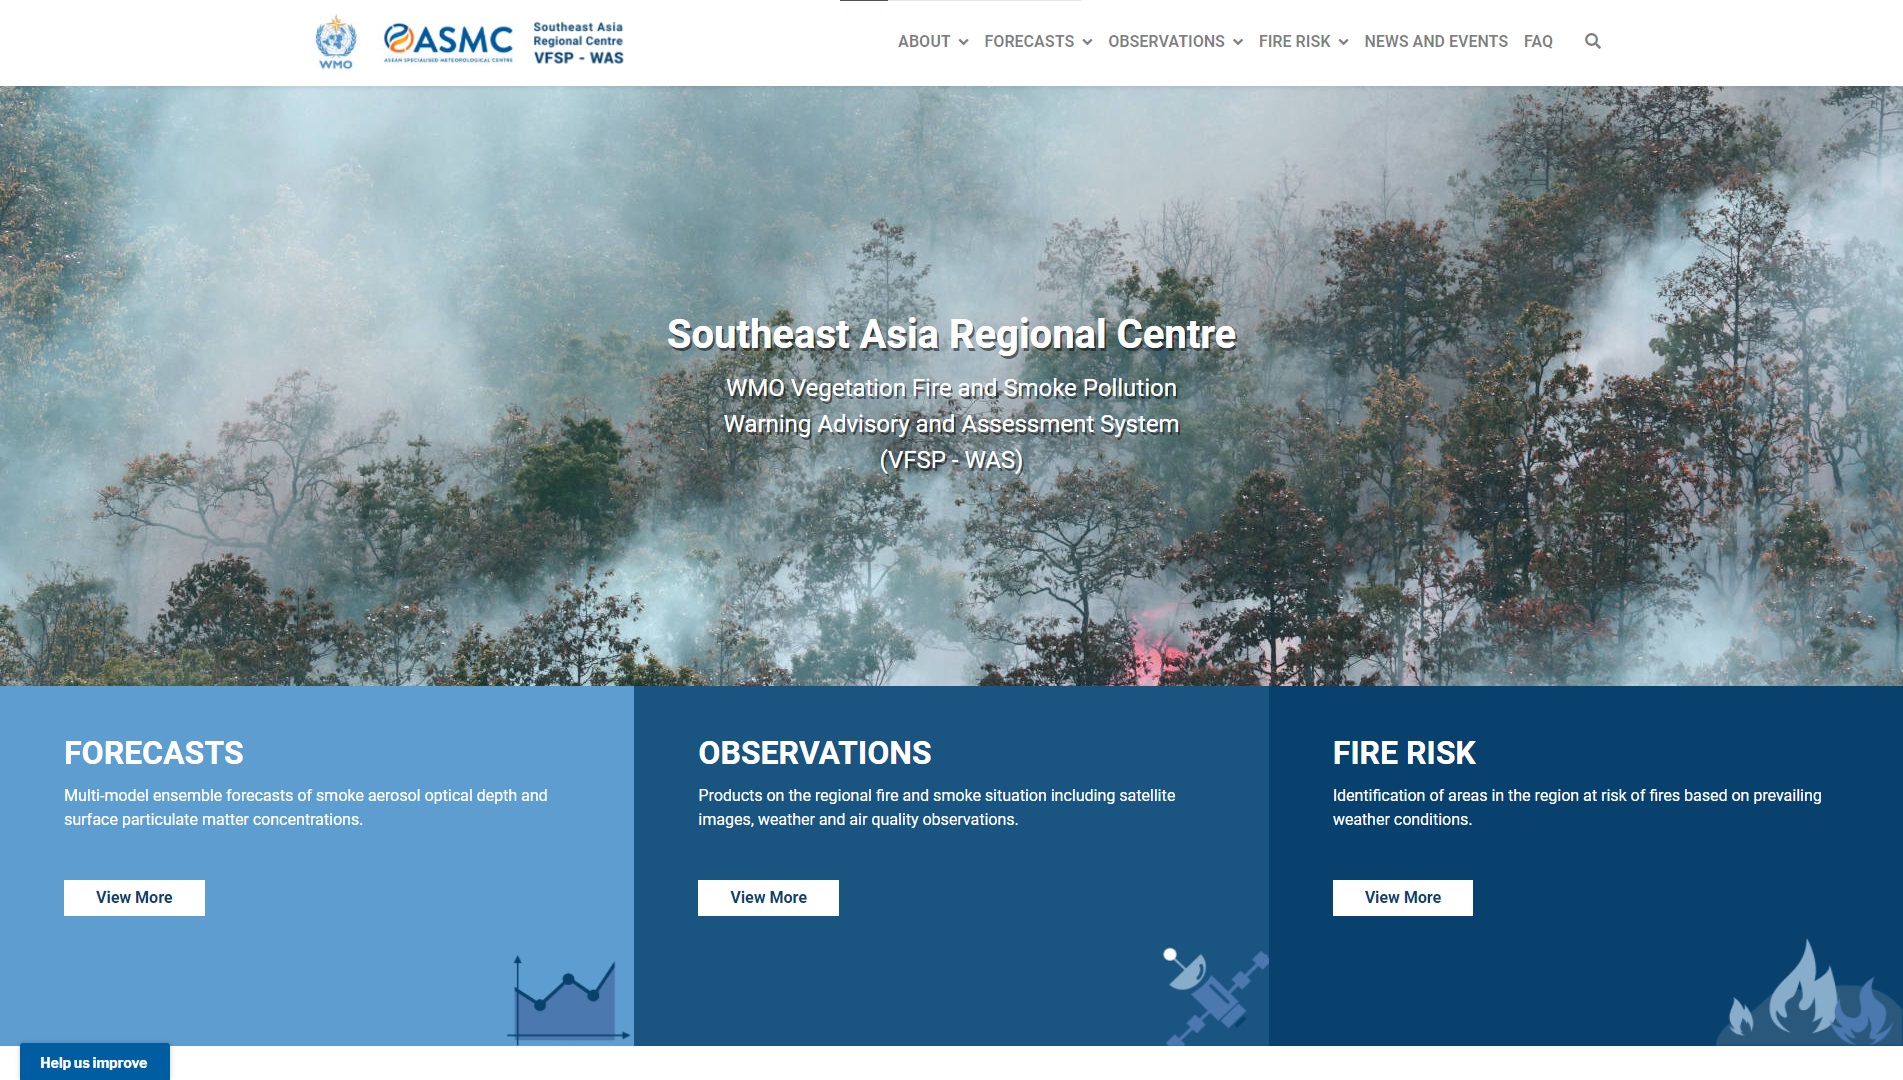 WMO
ASMC
ASEAN SPECIALISED METEOROLOGICAL CENTRE
Southeast Asia
Regional Centre
VFSP - WAS
ABOUT FORECASTS OBSERVATIONS FIRE RISK NEWS AND EVENTS FAQ
Southeast Asia Regional Centre
WMO Vegetation Fire and Smoke Pollution
Warning Advisory and Assessment System
(VFSP - WAS)
FORECASTS
Multi-model ensemble forecasts of smoke aerosol optical depth and
surface particulate matter concentrations.
View More
OBSERVATIONS
Products on the regional fire and smoke situation including satellite
images, weather and air quality observations.
View More
FIRE RISK
Identification of areas in the region at risk of fires based on prevailing
weather conditions.
View More
Help us improve